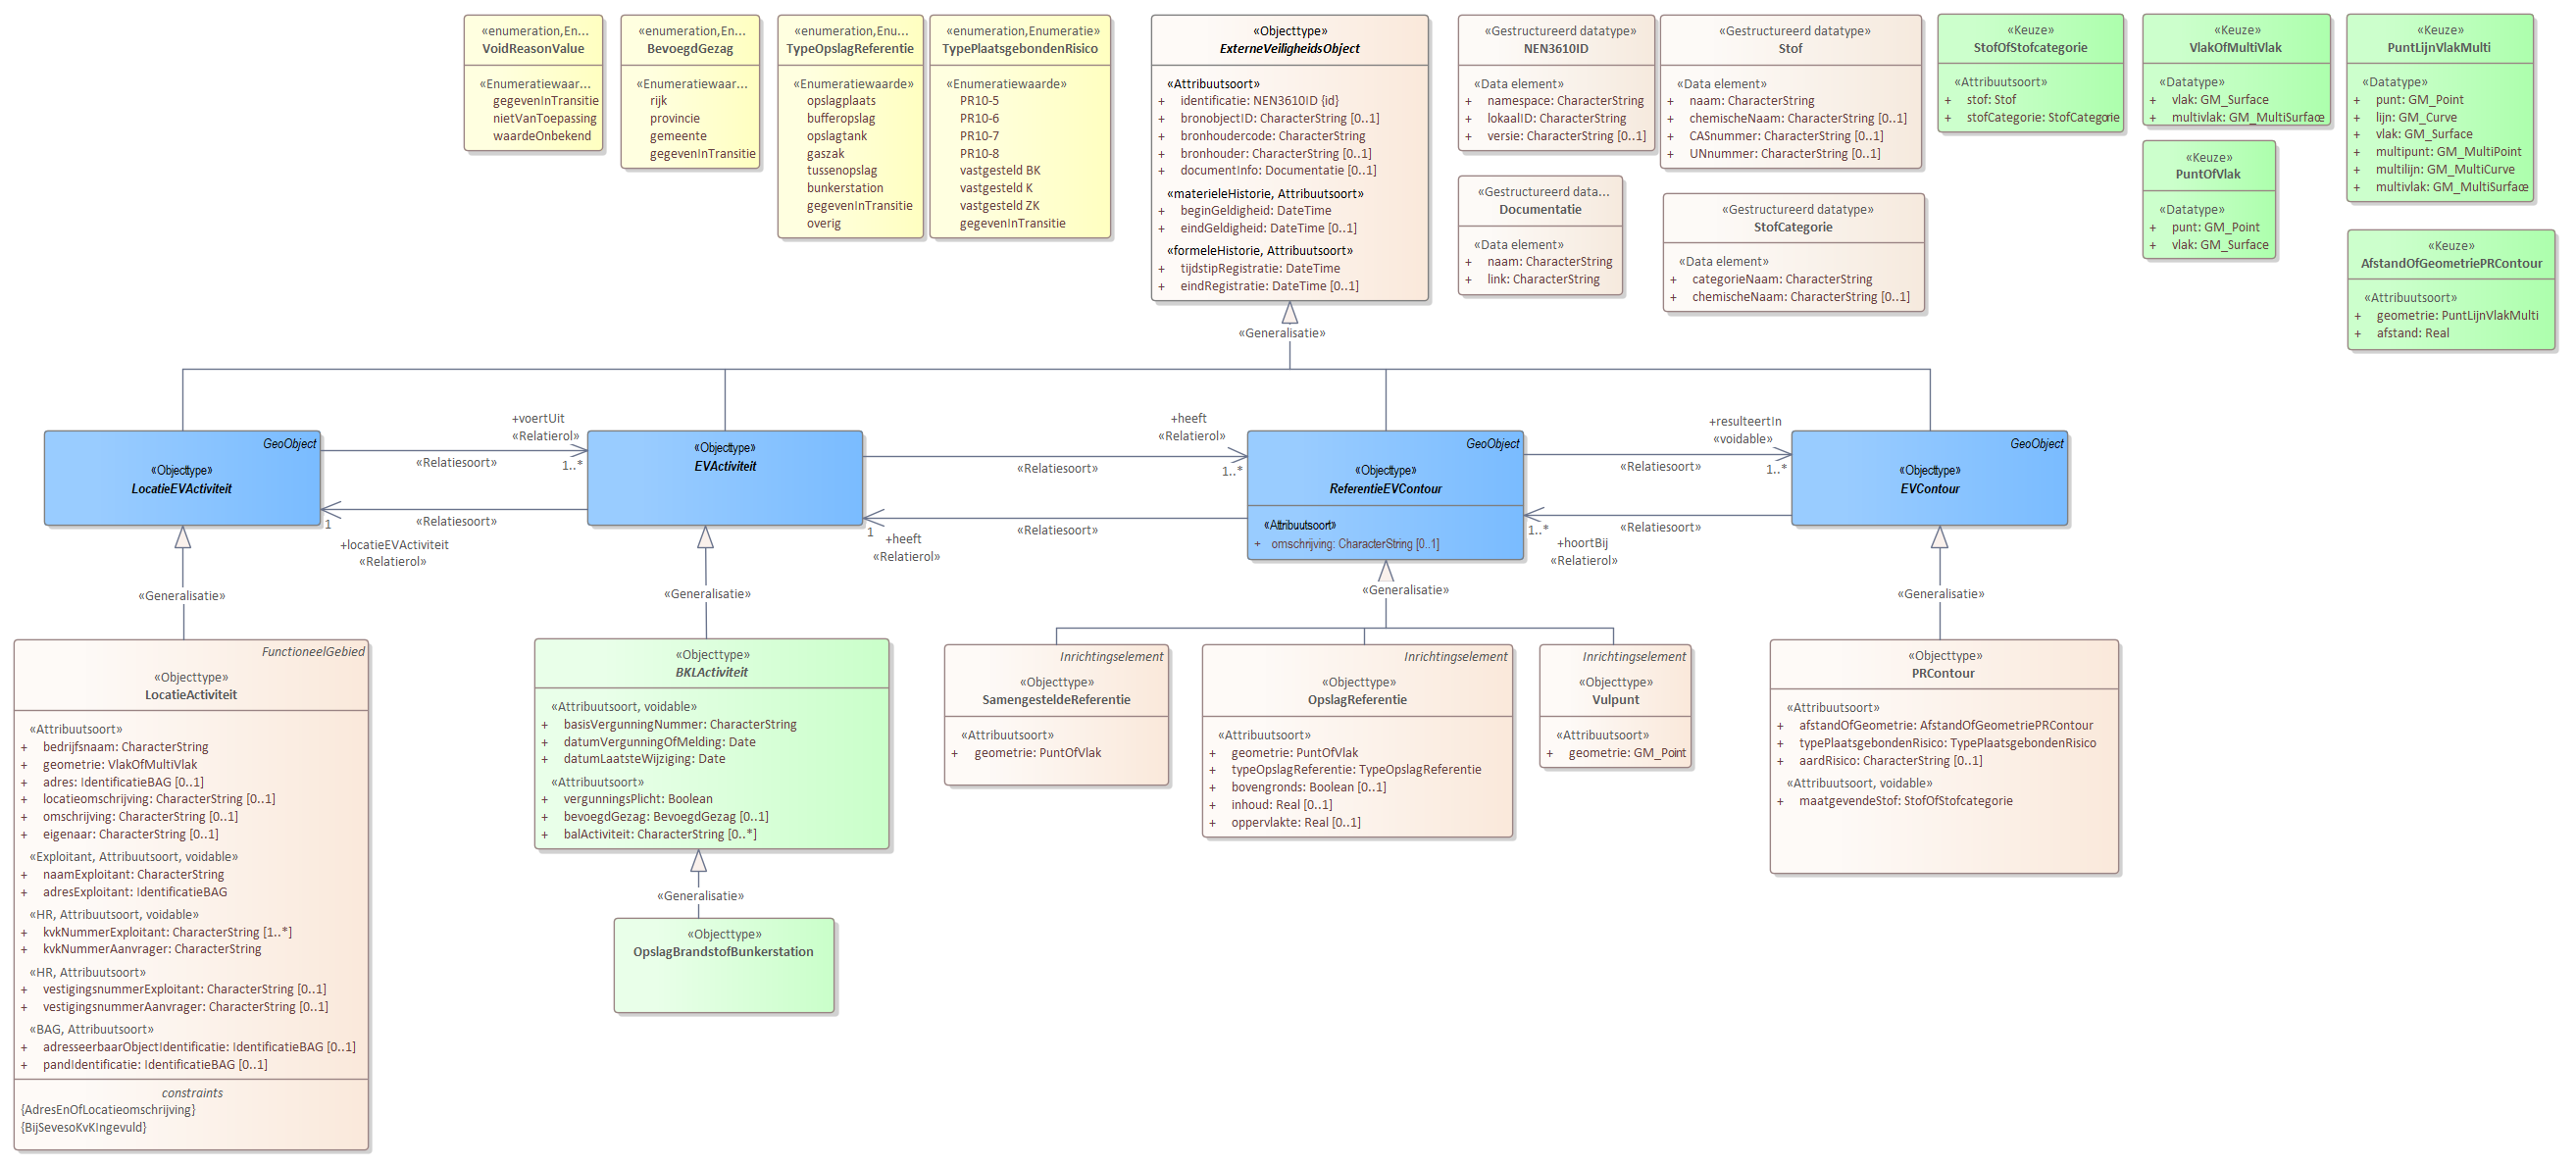 «enumeration,En...
VoidReasonValue
«Enumeratiewaar...
gegevenInTransitie
nietVanToepassing
waardeOnbekend
«enumeration,En...
BevoegdGezag
«Enumeratiewaar...
rijk
provincie
gemeente
gegevenInTransitie
«enumeration,Enu...
TypeOpslagReferentie
«Enumeratiewaarde»
opslagplaats
bufferopslag
opslagtank
gaszak
tussenopslag
bunkerstation
gegevenInTransitie
overig
«enumeration,Enumeratie»
TypePlaatsgebondenRisico
«Enumeratiewaarde»
PR10-5
PR10-6
PR10-7
PR10-8
vastgesteld BK
vastgesteld K
vastgesteld ZK
gegevenInTransitie
«Objecttype»
ExterneVeiligheidsObject
«Attribuutsoort»
+ identificatie: NEN3610ID {id}
+ bronobjectID: CharacterString [0..1]
+ bronhoudercode: CharacterString
+ bronhouder: CharacterString [0..1]
+ documentInfo: Documentatie [0..1]
«materieleHistorie, Attribuutsoort»
+ beginGeldigheid: DateTime
+ eindGeldigheid: DateTime [0..1]
«formeleHistorie, Attribuutsoort»
+ tijdstipRegistratie: DateTime
+ eindRegistratie: DateTime [0..1]
«Gestructureerd datatype»
NEN3610ID
«Data element»
+ namespace: CharacterString
+ lokaalID: CharacterString
+ versie: CharacterString [0..1]
«Gestructureerd data...
Documentatie
«Data element»
+ naam: CharacterString
+ link: CharacterString
«Gestructureerd datatype»
Stof
«Data element»
+ naam: CharacterString
+ chemischeNaam: CharacterString [0..1]
+ CASnummer: CharacterString [0..1]
+ UNnummer: CharacterString [0..1]
«Gestructureerd datatype»
StofCategorie
«Data element»
+ categorieNaam: CharacterString
+ chemischeNaam: CharacterString [0..1]
«Keuze»
StofOfStofcategorie
«Attribuutsoort»
+ stof: Stof
+ stofCategorie: StofCategorie
«Keuze»
VlakOfMultiVlak
«Datatype»
+ vlak: GM_Surface
+ multivlak: GM_MultiSurface
«Keuze»
PuntOfVlak
«Datatype»
+ punt: GM_Point
+ vlak: GM_Surface
«Keuze»
PuntLijnVlakMulti
«Datatype»
+ punt: GM_Point
+ lijn: GM_Curve
+ vlak: GM_Surface
+ multipunt: GM_MultiPoint
+ multilijn: GM_MultiCurve
+ multivlak: GM_MultiSurface
«Keuze»
AfstandOfGeometriePRContour
«Attribuutsoort»
+ geometrie: PuntLijnVlakMulti
+ afstand: Real
«Generalisatie»
GeoObject
«Objecttype»
LocatieEVActiviteit
+voertUit
«Relatierol»
«Relatiesoort»
1..*
«Relatiesoort»
1
+locatieEVActiviteit
«Relatierol»
«Objecttype»
EVActiviteit
+heeft
«Relatierol»
«Relatiesoort»
1..*
«Relatiesoort»
1
+heeft
«Relatierol»
GeoObject
«Objecttype»
ReferentieEVContour
«Attribuutsoort»
+ omschrijving: CharacterString [0..1]
+resulteertIn
«voidable»
«Relatiesoort»
1..*
«Relatiesoort»
1..*
+hoortBij
«Relatierol»
GeoObject
«Objecttype»
EVContour
«Generalisatie»
«Generalisatie»
«Generalisatie»
«Generalisatie»
FunctioneelGebied
«Objecttype»
LocatieActiviteit
«Attribuutsoort»
+ bedrijfsnaam: CharacterString
+ geometrie: VlakOfMultiVlak
+ adres: IdentificatieBAG [0..1]
+ locatieomschrijving: CharacterString [0..1]
+ omschrijving: CharacterString [0..1]
+ eigenaar: CharacterString [0..1]
«Exploitant, Attribuutsoort, voidable»
+ naamExploitant: CharacterString
+ adresExploitant: IdentificatieBAG
«HR, Attribuutsoort, voidable»
+ kvkNummerExploitant: CharacterString [1..*]
+ kvkNummerAanvrager: CharacterString
«HR, Attribuutsoort»
+ vestigingsnummerExploitant: CharacterString [0..1]
+ vestigingsnummerAanvrager: CharacterString [0..1]
«BAG, Attribuutsoort»
+ adresseerbaarObjectIdentificatie: IdentificatieBAG [0..1]
+ pandIdentificatie: IdentificatieBAG [0..1]
constraints
{AdresEnOfLocatieomschrijving}
{BijSevesoKvKIngevuld}
«Objecttype»
BKLActiviteit
«Attribuutsoort, voidable»
+ basisVergunningNummer: CharacterString
+ datumVergunningOfMelding: Date
+ datumLaatsteWijziging: Date
«Attribuutsoort»
+ vergunningsPlicht: Boolean
+ bevoegdGezag: BevoegdGezag [0..1]
+ balActiviteit: CharacterString [0..*]
«Generalisatie»
«Objecttype»
OpslagBrandstofBunkerstation
Inrichtingselement
«Objecttype»
SamengesteldeReferentie
«Attribuutsoort»
+ geometrie: PuntOfVlak
Inrichtingselement
«Objecttype»
OpslagReferentie
«Attribuutsoort»
+ geometrie: PuntOfVlak
+ typeOpslagReferentie: TypeOpslagReferentie
+ bovengronds: Boolean [0..1]
+ inhoud: Real [0..1]
+ oppervlakte: Real [0..1]
Inrichtingselement
«Objecttype»
Vulpunt
«Attribuutsoort»
+ geometrie: GM_Point
«Objecttype»
PRContour
«Attribuutsoort»
+ afstandOfGeometrie: AfstandOfGeometriePRContour
+ typePlaatsgebondenRisico: TypePlaatsgebondenRisico
+ aardRisico: CharacterString [0..1]
«Attribuutsoort, voidable»
+ maatgevendeStof: StofOfStofcategorie